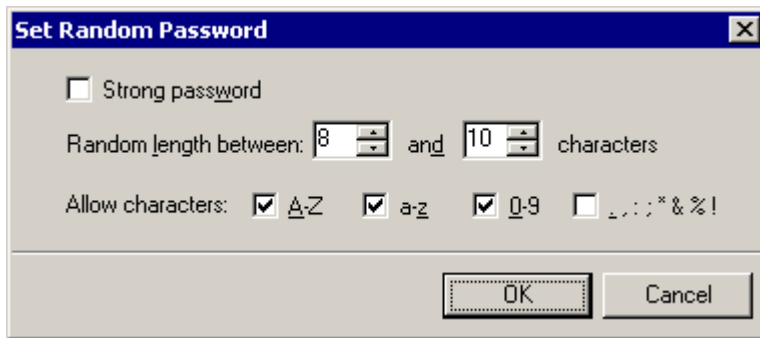 Set Random Password
Strong password
Random length between: 8 and 10 characters
Allow characters: A-Z a-z 0-9 . , : ; * & % !
OK Cancel